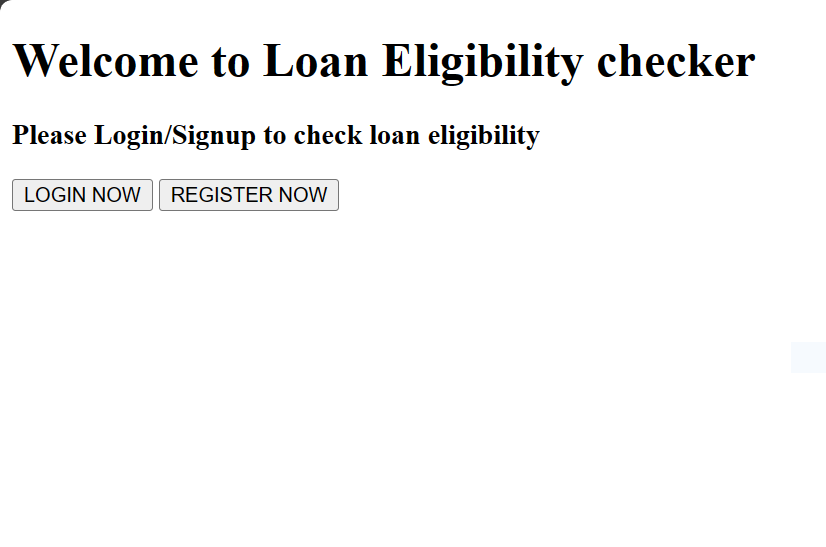 Welcome to Loan Eligibility checker
Please Login/Signup to check loan eligibility
LOGIN NOW REGISTER NOW